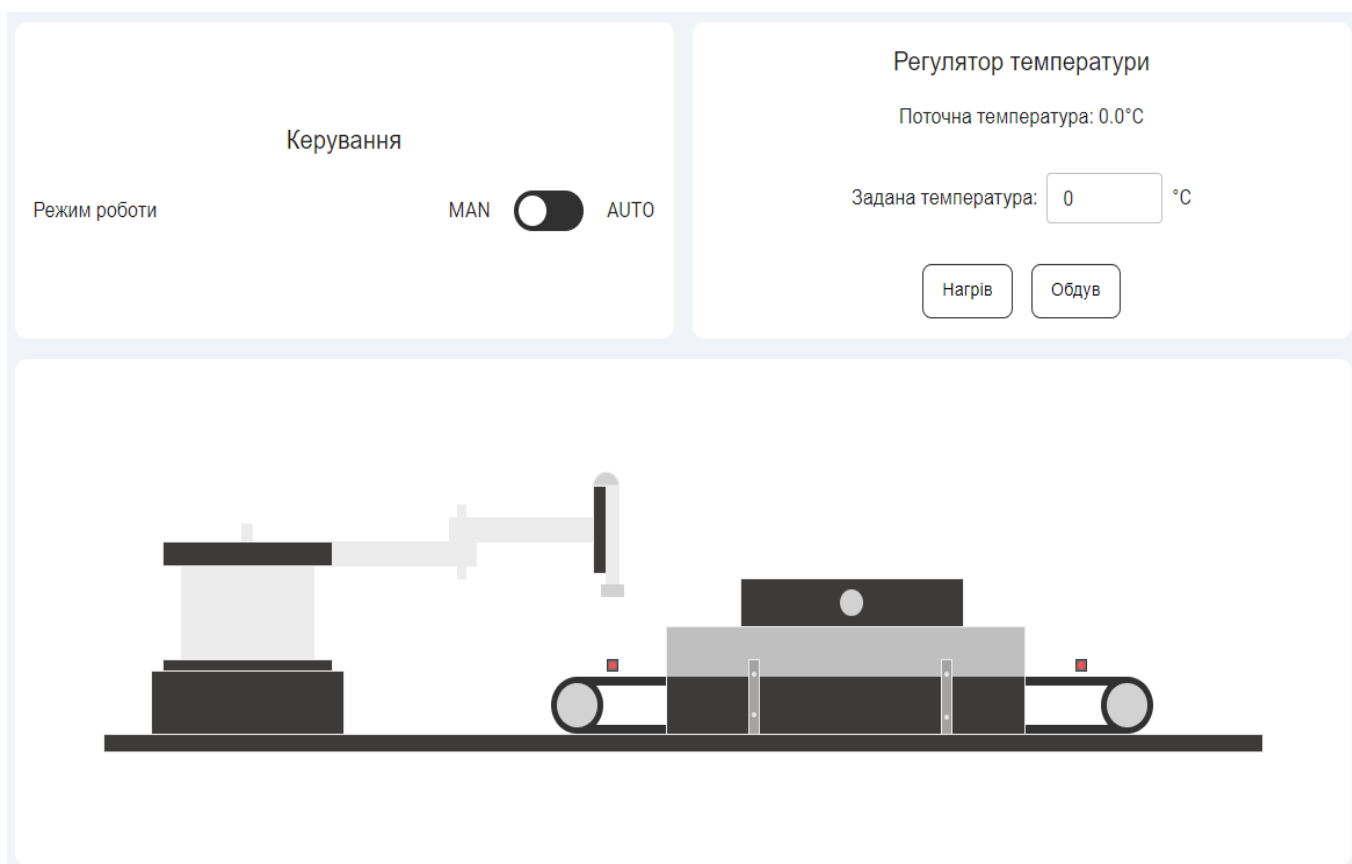 Керування
Режим роботи MAN AUTO
Регулятор температури
Поточна температура: 0.0°C
Задана температура: 0 °C
Нагрів Обдув